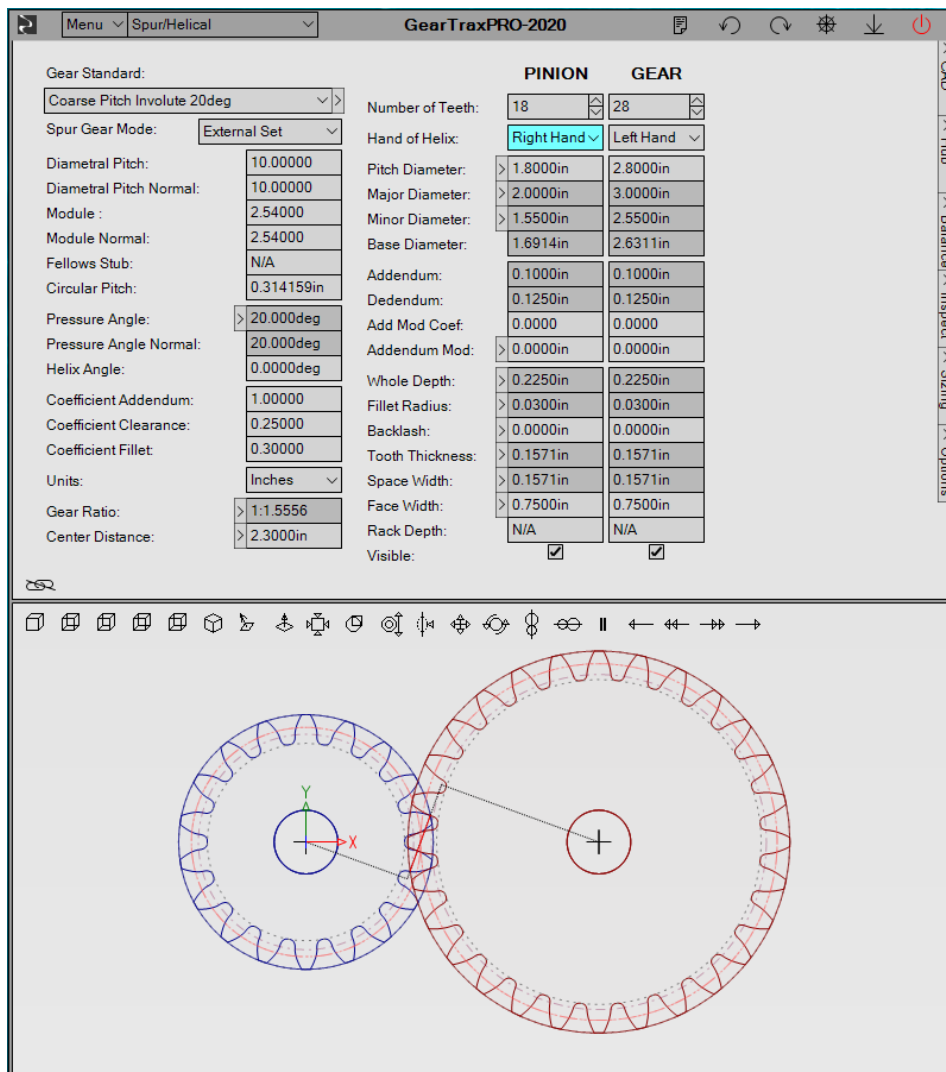 Menu Spur/Helical GearTraxPRO-2020
PINION GEAR
Gear Standard:
Coarse Pitch Involute 20deg >
Spur Gear Mode: External Set
Diametral Pitch: 10.00000
Diametral Pitch Normal: 10.00000
Module : 2.54000
Module Normal: 2.54000
Fellows Stub: N/A
Circular Pitch: 0.314159in
Pressure Angle: > 20.000deg
Pressure Angle Normal: 20.000deg
Helix Angle: 0.0000deg
Coefficient Addendum: 1.00000
Coefficient Clearance: 0.25000
Coefficient Fillet: 0.30000
Units: Inches
Gear Ratio: > 1:1.5556
Center Distance: > 2.3000in
Number of Teeth: 18 28
Hand of Helix: Right Hand Left Hand
Pitch Diameter: > 1.8000in 2.8000in
Major Diameter: > 2.0000in 3.0000in
Minor Diameter: > 1.5500in 2.5500in
Base Diameter: 1.6914in 2.6311in
Addendum: 0.1000in 0.1000in
Dedendum: 0.1250in 0.1250in
Add Mod Coef: 0.0000 0.0000
Addendum Mod: > 0.0000in 0.0000in
Whole Depth: > 0.2250in 0.2250in
Fillet Radius: > 0.0300in 0.0300in
Backlash: > 0.0000in 0.0000in
Tooth Thickness: > 0.1571in 0.1571in
Space Width: > 0.1571in 0.1571in
Face Width: > 0.7500in 0.7500in
Rack Depth: N/A N/A
Visible:
> CAD
> Hub
> Balance
> Inspect
> Sizing
> Options
Y
X